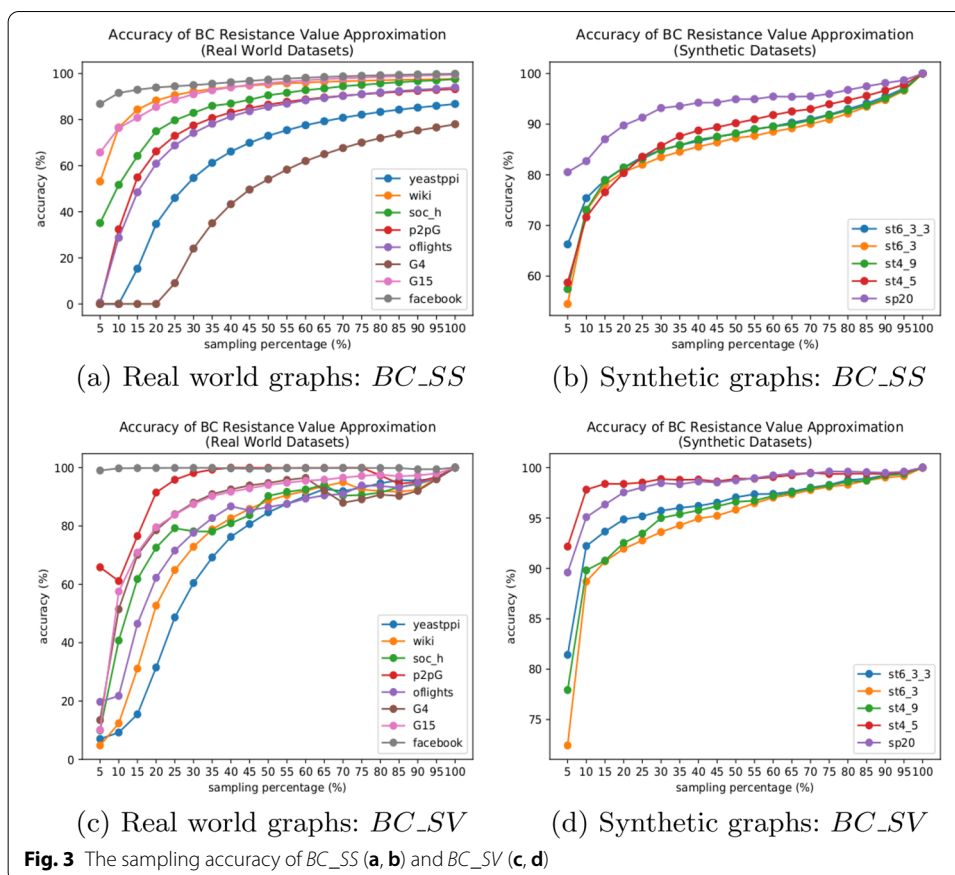 Accuracy of BC Resistance Value Approximation
(Real World Datasets)
accuracy (%)
100
80
60
40
20
0
yeastppi
wiki
soc_h
p2pG
oflights
G4
G15
facebook
5 10 15 20 25 30 35 40 45 50 55 60 65 70 75 80 85 90 95 100
sampling percentage (%)
(a) Real world graphs: BC_SS
Accuracy of BC Resistance Value Approximation
(Synthetic Datasets)
accuracy (%)
100
90
80
70
60
st6_3_3
st6_3
st4_9
st4_5
sp20
5 10 15 20 25 30 35 40 45 50 55 60 65 70 75 80 85 90 95 100
sampling percentage (%)
(b) Synthetic graphs: BC_SS
Accuracy of BC Resistance Value Approximation
(Real World Datasets)
accuracy (%)
100
80
60
40
20
0
yeastppi
wiki
soc_h
p2pG
oflights
G4
G15
facebook
5 10 15 20 25 30 35 40 45 50 55 60 65 70 75 80 85 90 95 100
sampling percentage (%)
(c) Real world graphs: BC_SV
Accuracy of BC Resistance Value Approximation
(Synthetic Datasets)
accuracy (%)
100
95
90
85
80
75
st6_3_3
st6_3
st4_9
st4_5
sp20
5 10 15 20 25 30 35 40 45 50 55 60 65 70 75 80 85 90 95 100
sampling percentage (%)
(d) Synthetic graphs: BC_SV
Fig. 3 The sampling accuracy of BC_SS (a, b) and BC_SV (c, d)